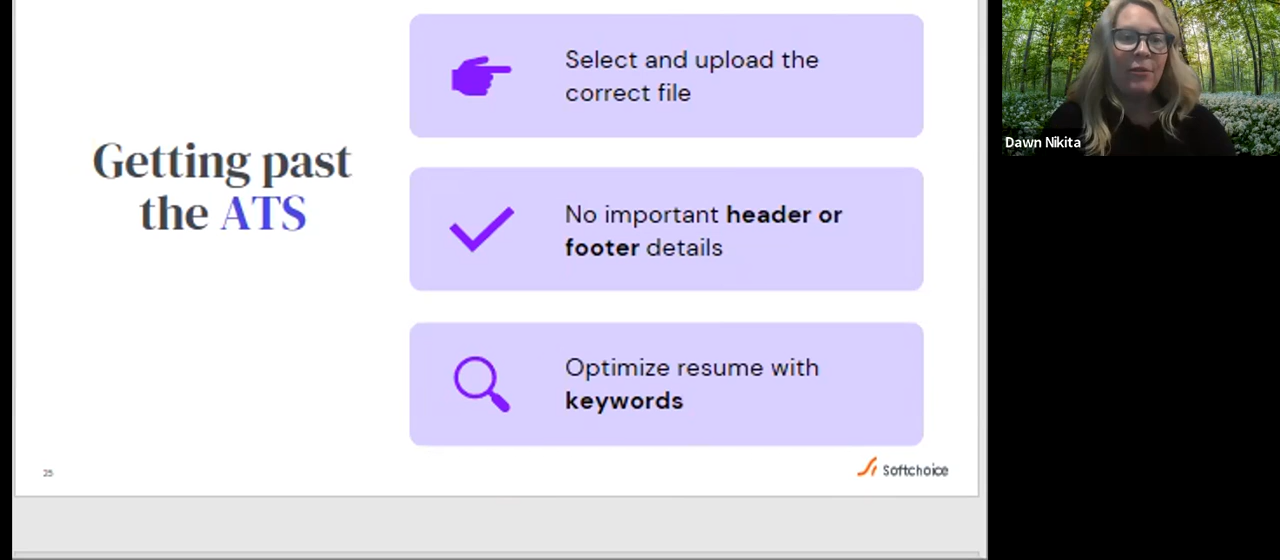 Getting past
the ATS
Select and upload the
correct file
No important header or
footer details
Optimize resume with
keywords
25
Softchoice
Dawn Nikita